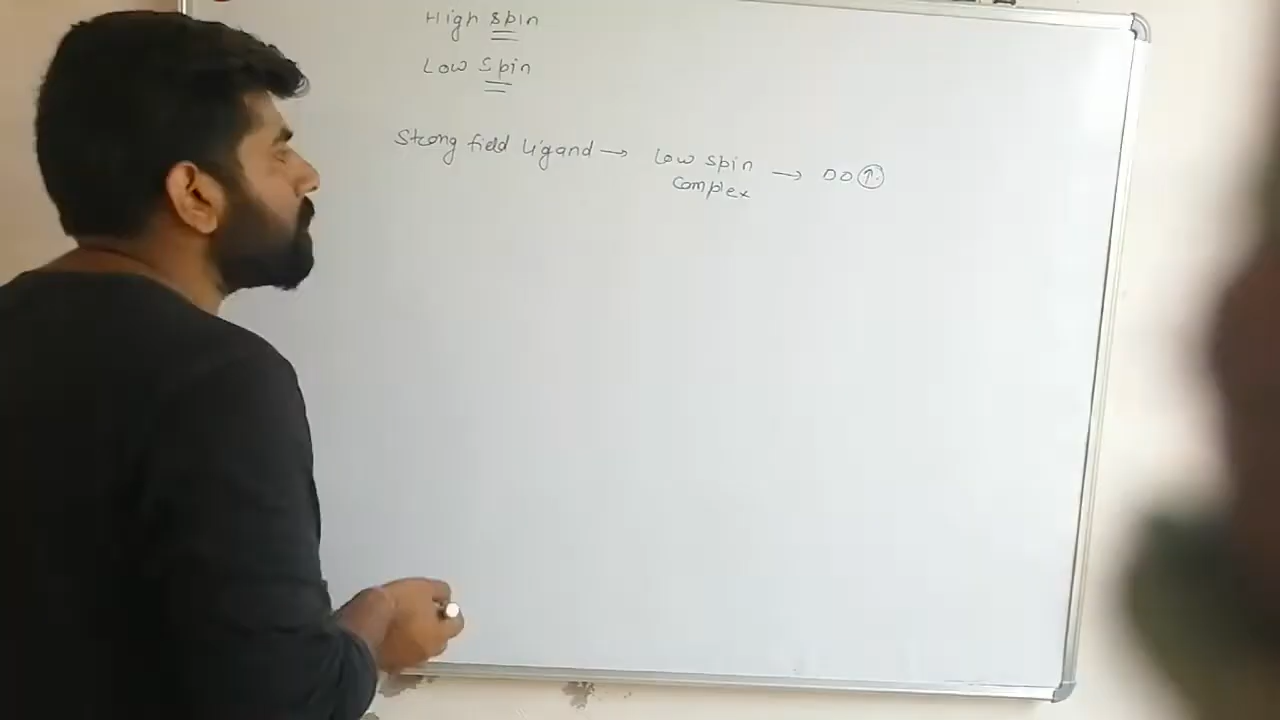 High spin
Low Spin
Strong field Ligand → Low spin → DO ↑
complex